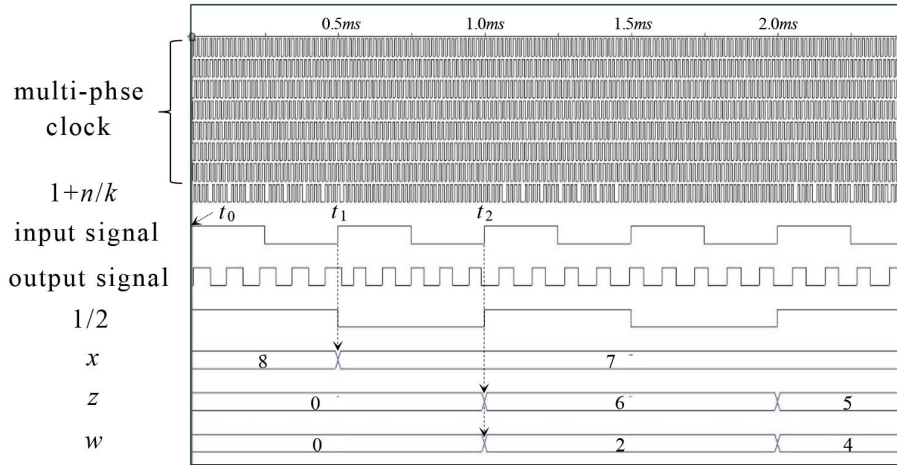 0.5ms 1.0ms 1.5ms 2.0ms
multi-phse
clock
1+n/k
t0 t1 t2
input signal
output signal
1/2
x 8 7
z 0 6 5
w 0 2 4